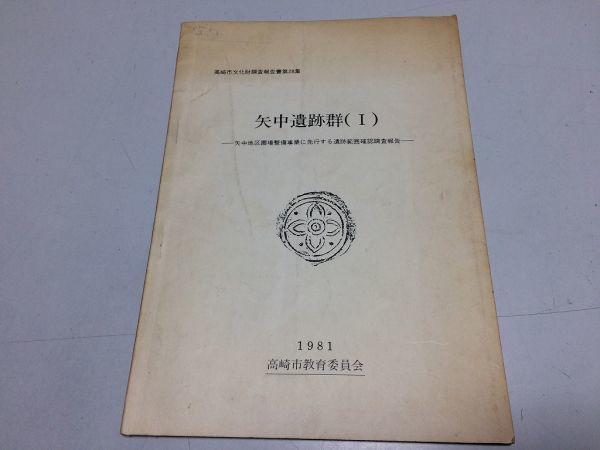 高崎市文化財調査報告書第28集
矢中遺跡群(Ⅰ)
—矢中地区圃場整備事業に先行する遺跡範囲確認調査報告—
1981
高崎市教育委員会